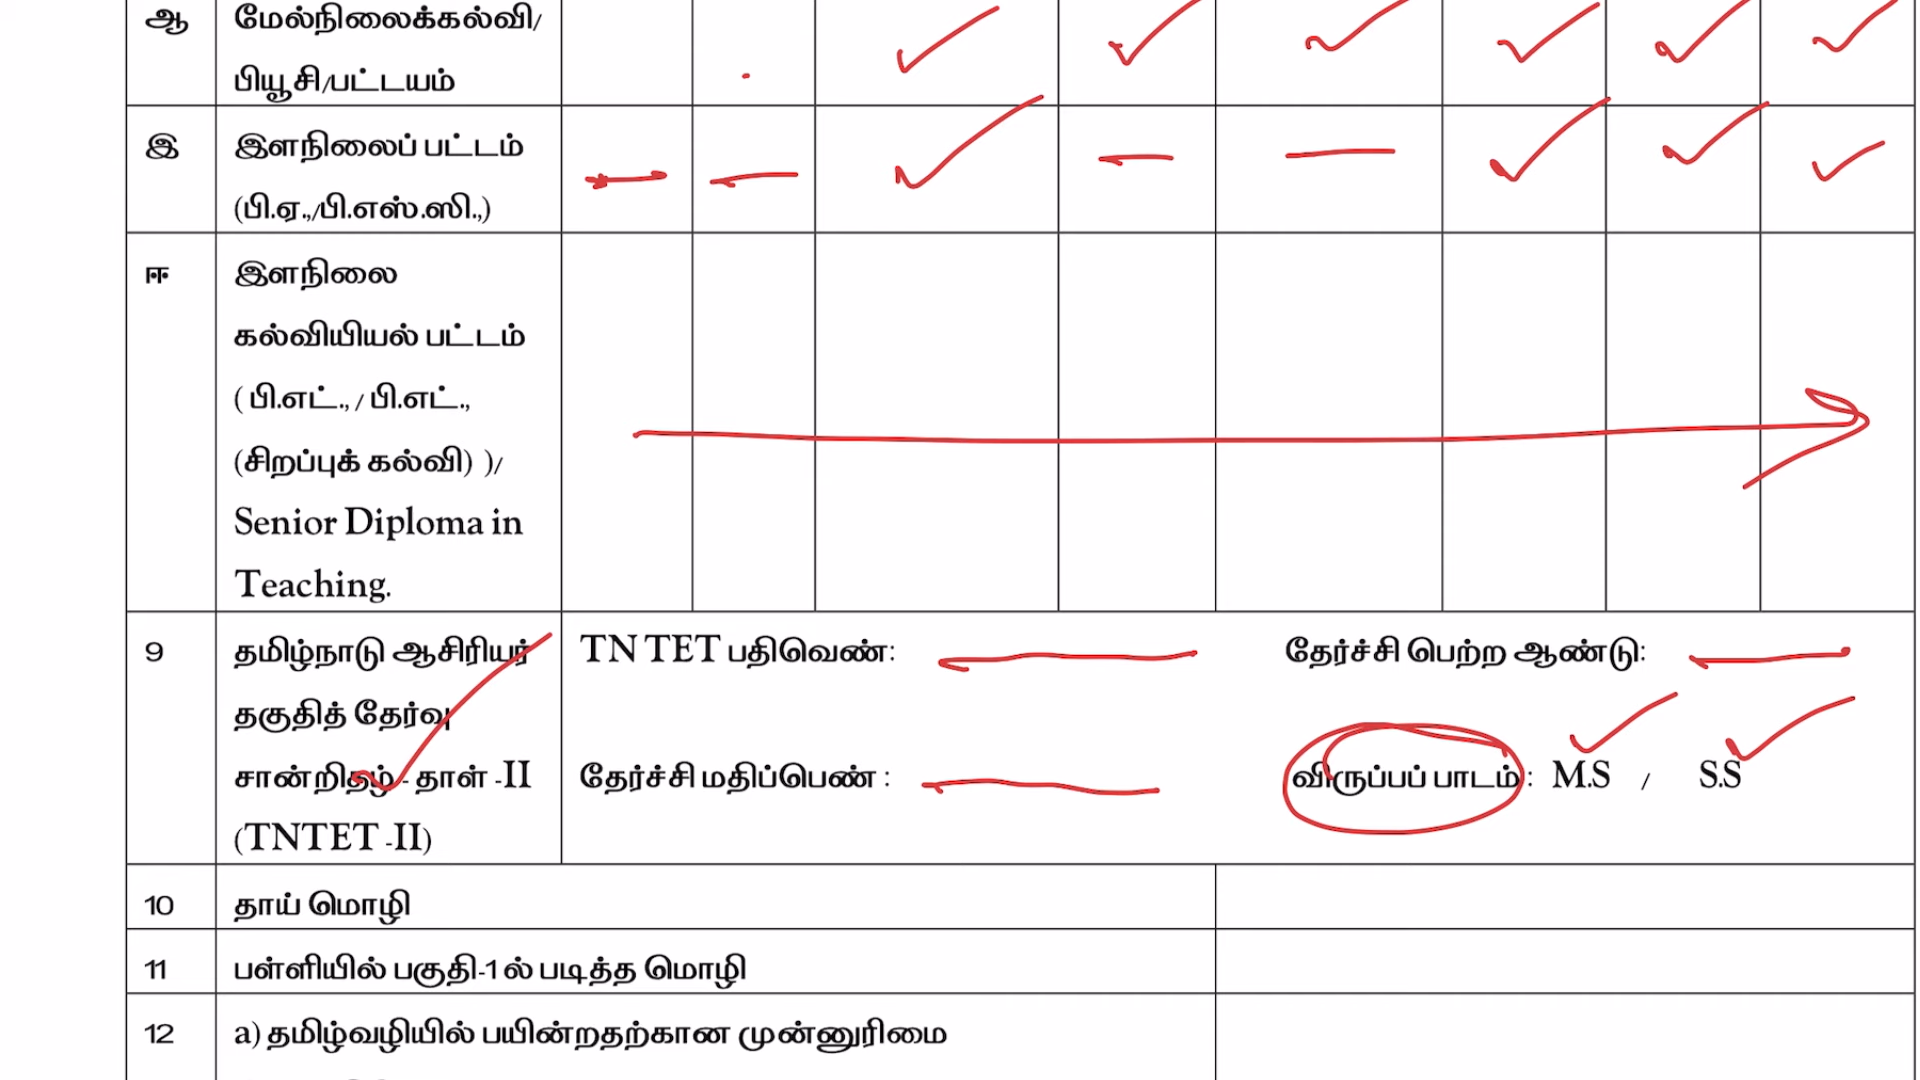 ஆ மேல்நிலைக்கல்வி/
பியூசி/பட்டயம்
இ இளநிலைப் பட்டம்
(பி.ஏ.,/பி.எஸ்.ஸி.,)
ஈ இளநிலை
கல்வியியல் பட்டம்
( பி.எட்., / பி.எட்.,
(சிறப்புக் கல்வி) )/
Senior Diploma in
Teaching.
9 தமிழ்நாடு ஆசிரியர் TN TET பதிவெண்: தேர்ச்சி பெற்ற ஆண்டு:
தகுதித் தேர்வு
சான்றிதழ் - தாள் -II தேர்ச்சி மதிப்பெண் : விருப்பப் பாடம் : M.S / S.S
(TNTET -II)
10 தாய் மொழி
11 பள்ளியில் பகுதி-1 ல் படித்த மொழி
12 a) தமிழ்வழியில் பயின்றதற்கான முன்னுரிமை